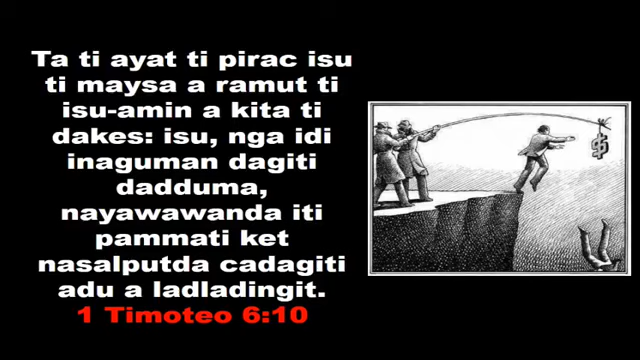 Ta ti ayat ti pirac isu
ti maysa a ramut ti
isu-amin a kita ti
dakes: isu, nga idi
inaguman dagiti
dadduma,
nayawawanda iti
pammati ket
nasalputda cadagiti
adu a ladladingit.
1 Timoteo 6:10
$